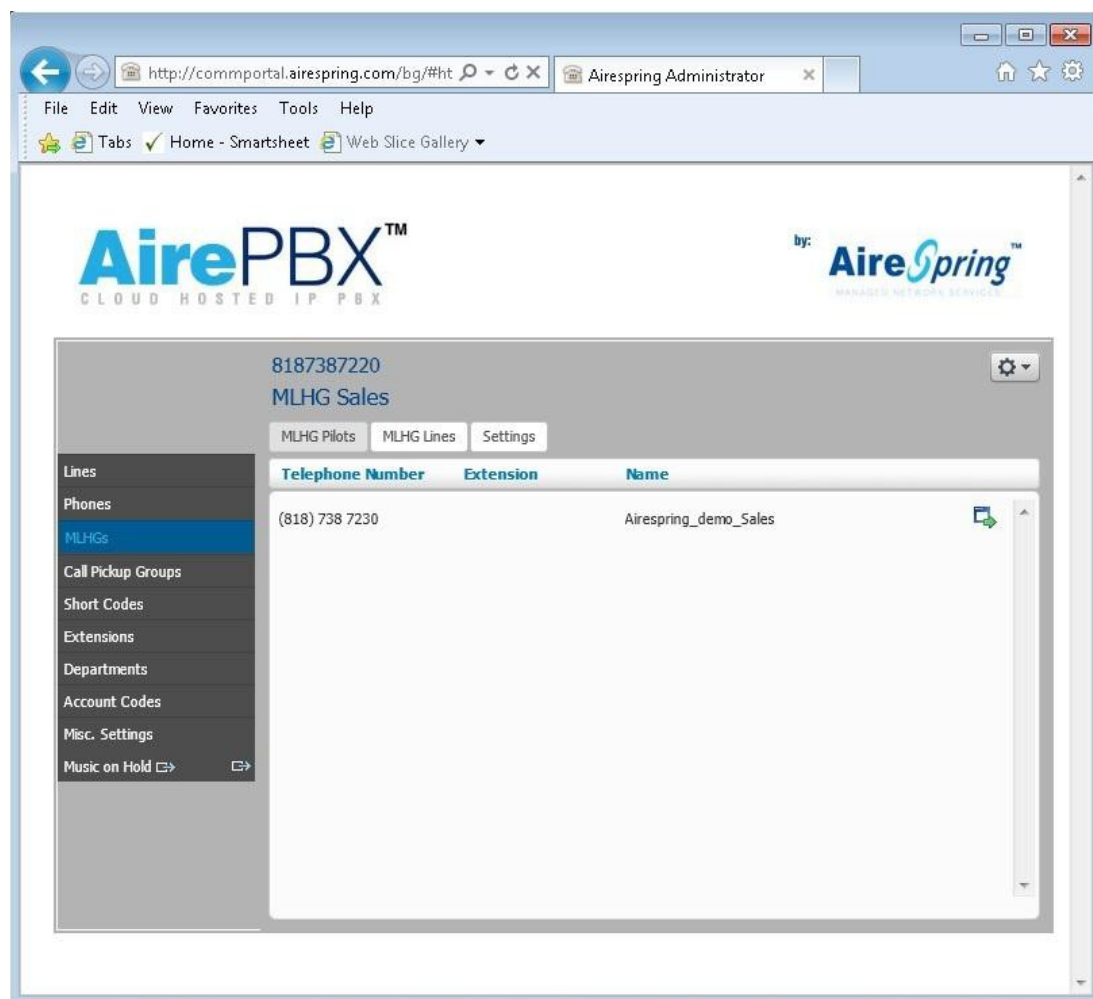 http://commportal.airespring.com/bg/#ht
Airespring Administrator
File Edit View Favorites Tools Help
Tabs Home - Smartsheet Web Slice Gallery
AirePBX™
CLOUD HOSTED IP PBX
by:
AireSpring™
MANAGED NETWORK SERVICES
8187387220
MLHG Sales
MLHG Pilots MLHG Lines Settings
Telephone Number Extension Name
(818) 738 7230 Airespring_demo_Sales
Lines
Phones
MLHGs
Call Pickup Groups
Short Codes
Extensions
Departments
Account Codes
Misc. Settings
Music on Hold